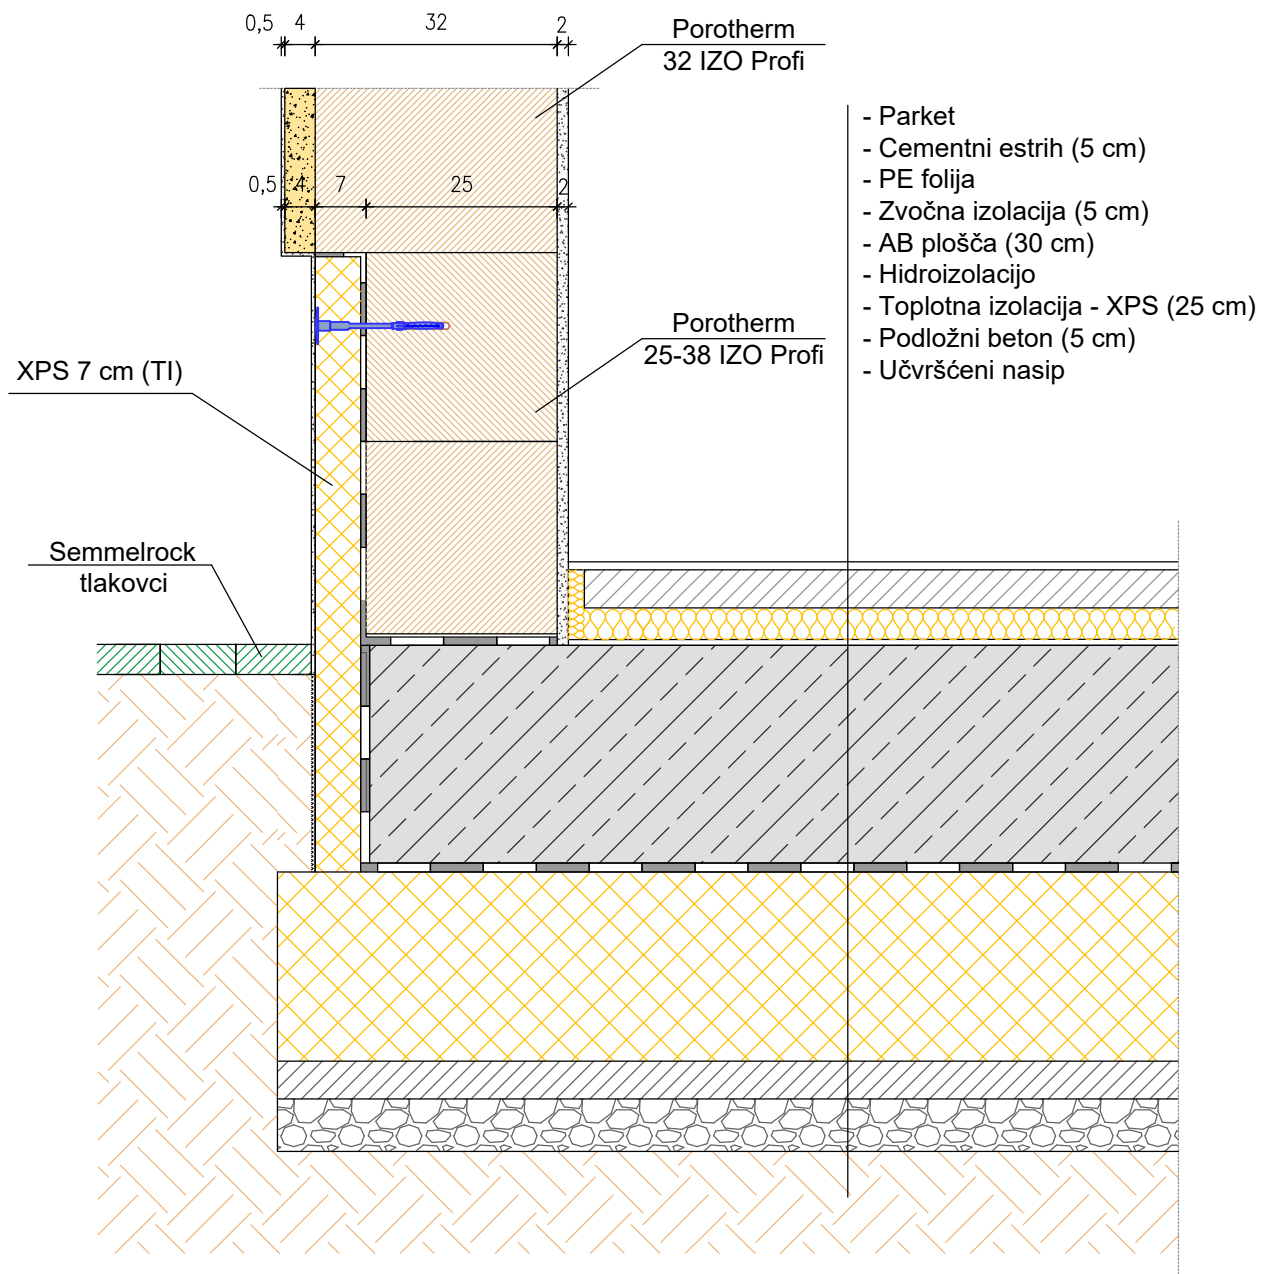 0,5 4 32 2
Porotherm
32 IZO Profi
- Parket
- Cementni estrih (5 cm)
- PE folija
- Zvočna izolacija (5 cm)
- AB plošča (30 cm)
- Hidroizolacijo
- Toplotna izolacija - XPS (25 cm)
- Podložni beton (5 cm)
- Učvršćeni nasip
0,5 4 7 25 2
Porotherm
25-38 IZO Profi
XPS 7 cm (TI)
Semmelrock
tlakovci